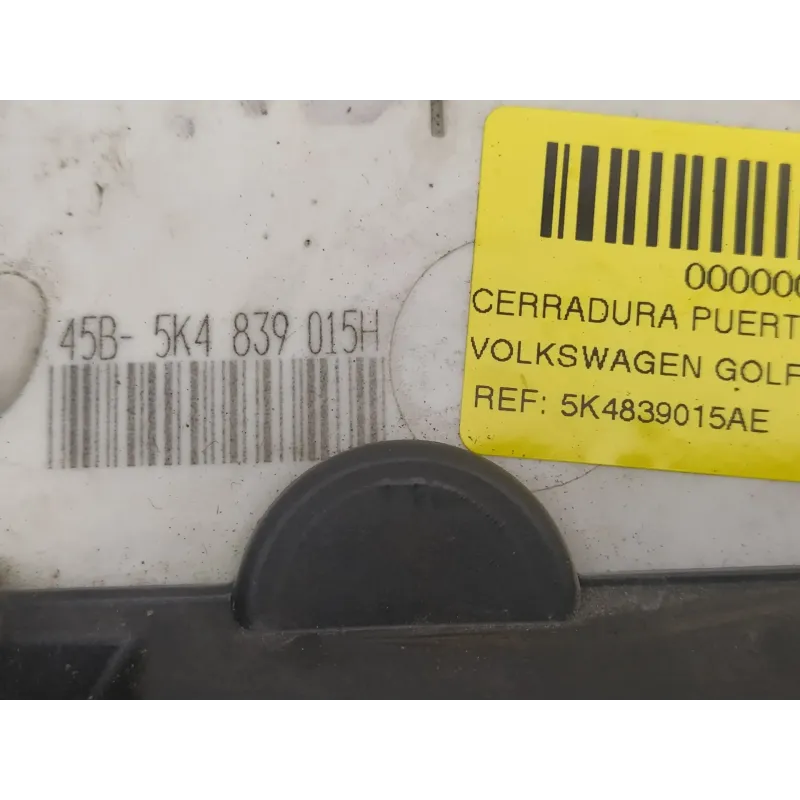 45B- 5K4 839 015H
000000
CERRADURA PUERT
VOLKSWAGEN GOLF
REF: 5K4839015AE